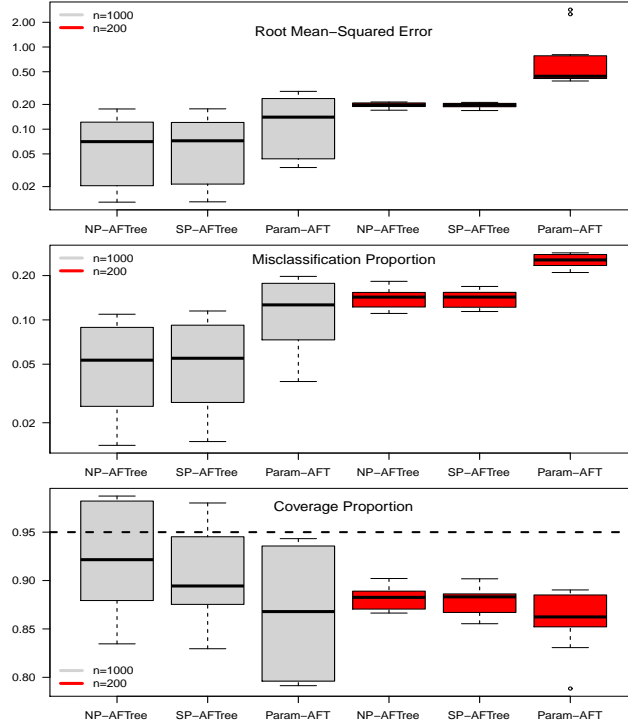 n=1000
n=200
Root Mean−Squared Error
2.00
1.00
0.50
0.20
0.10
0.05
0.02
NP−AFTree SP−AFTree Param−AFT NP−AFTree SP−AFTree Param−AFT
n=1000
n=200
Misclassification Proportion
0.20
0.10
0.05
0.02
NP−AFTree SP−AFTree Param−AFT NP−AFTree SP−AFTree Param−AFT
Coverage Proportion
0.95
0.90
0.85
0.80
n=1000
n=200
NP−AFTree SP−AFTree Param−AFT NP−AFTree SP−AFTree Param−AFT